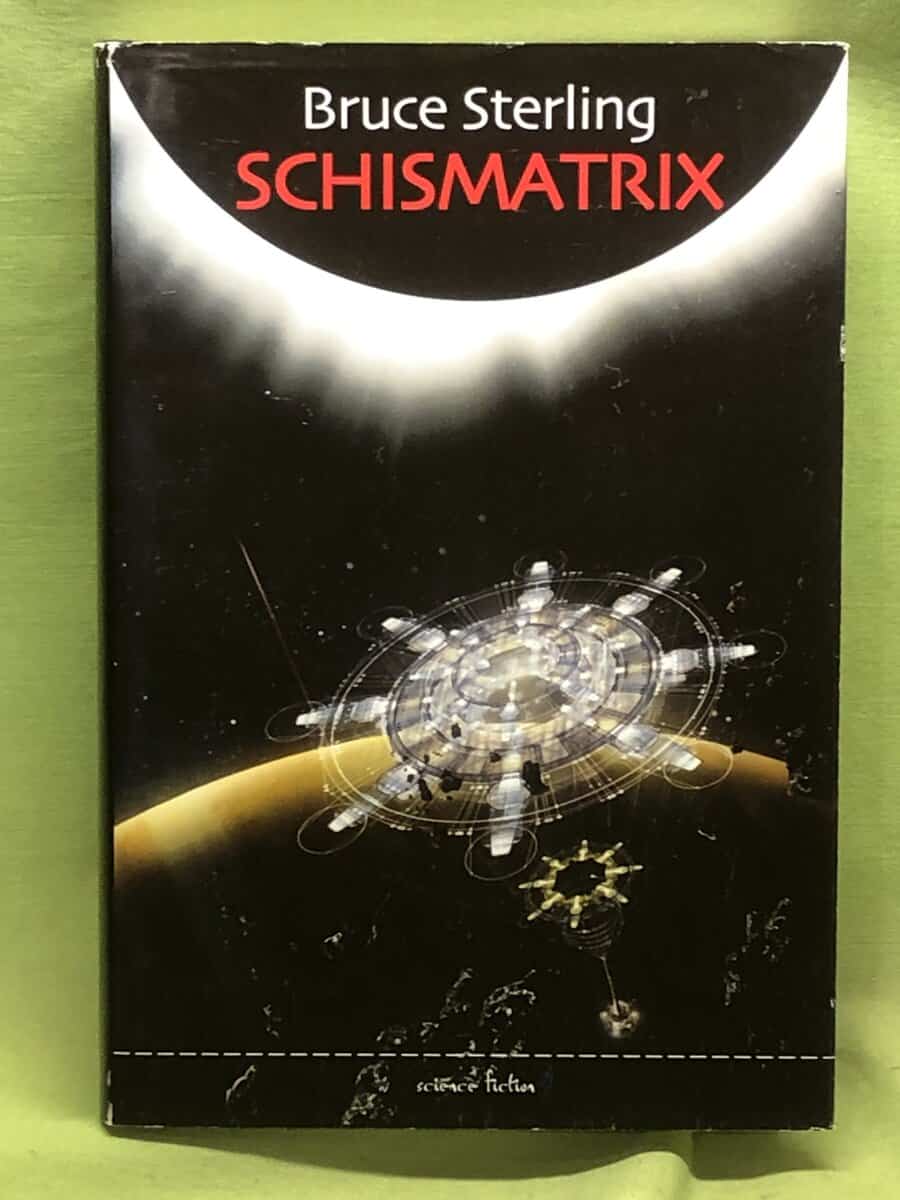 Bruce Sterling
SCHISMATRIX
science fiction